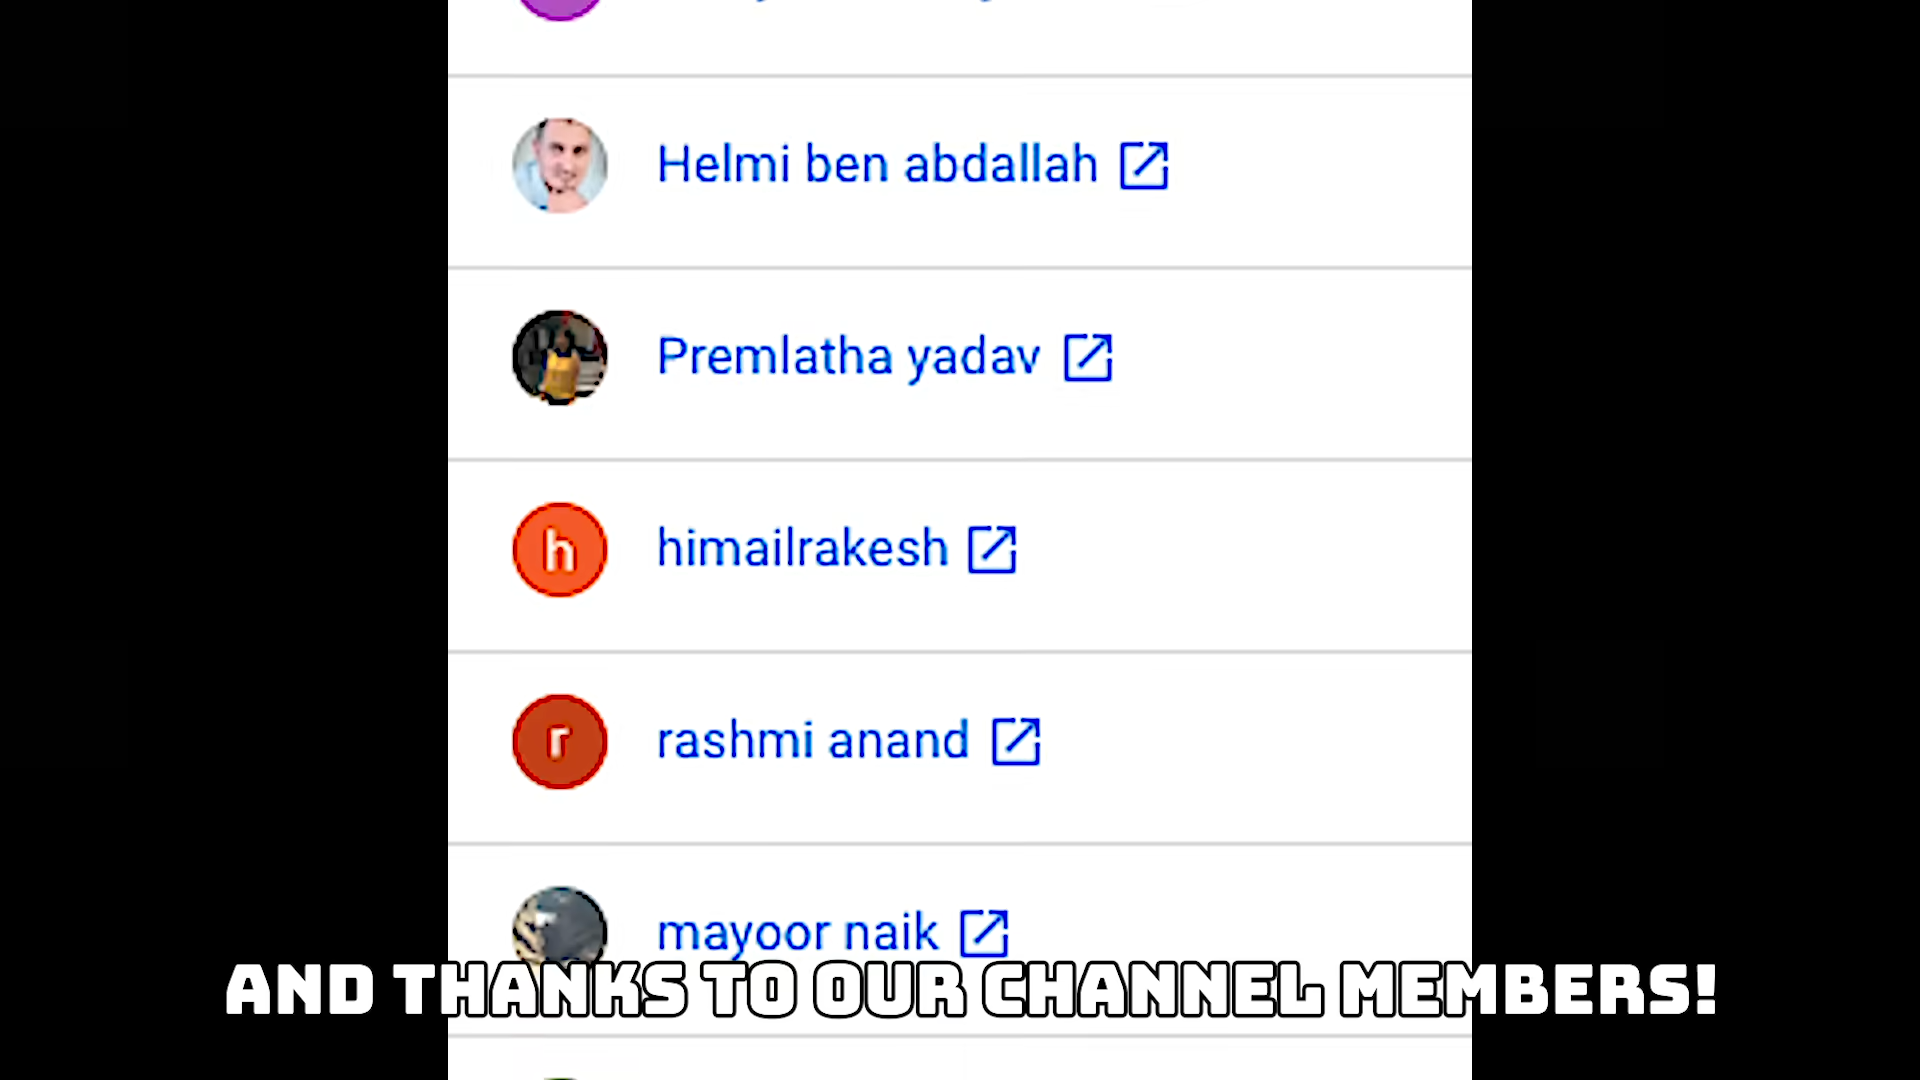 Helmi ben abdallah
Premlatha yadav
h
himailrakesh
r
rashmi anand
mayoor naik
AND THANKS TO OUR CHANNEL MEMBERS!